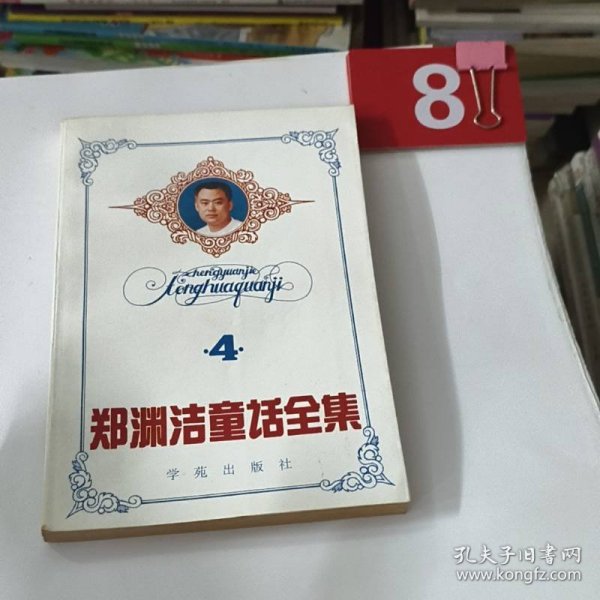 8
zhengyuanjie
tonghuaquanji
·4·
郑渊洁童话全集
学苑出版社
孔夫子旧书网
www.kongfz.com